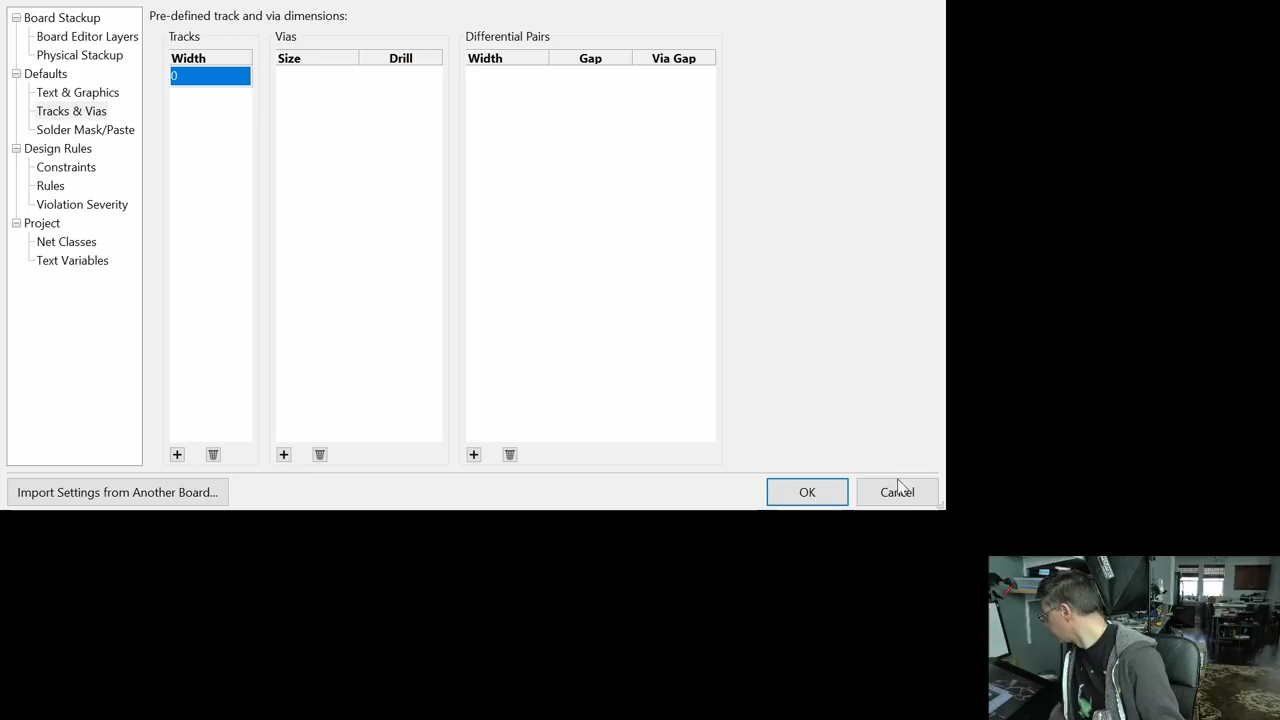 Board Stackup
Board Editor Layers
Physical Stackup
Defaults
Text & Graphics
Tracks & Vias
Solder Mask/Paste
Design Rules
Constraints
Rules
Violation Severity
Project
Net Classes
Text Variables
Pre-defined track and via dimensions:
Tracks
Width
0
Vias
Size Drill
Differential Pairs
Width Gap Via Gap
+
+
+
Import Settings from Another Board...
OK
Cancel